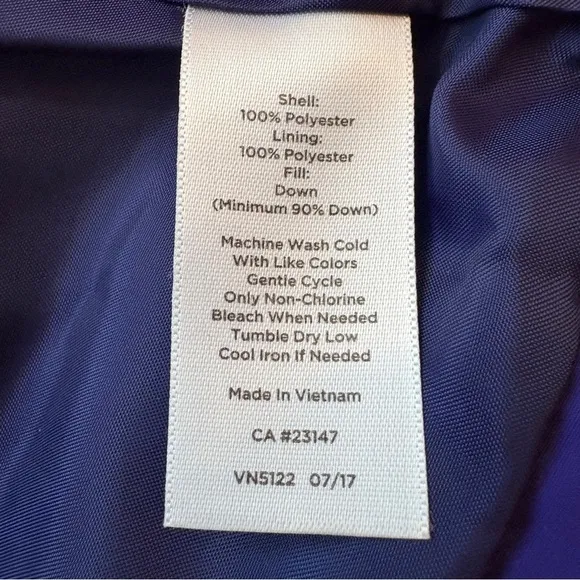 Shell:
100% Polyester
Lining:
100% Polyester
Fill:
Down
(Minimum 90% Down)
Machine Wash Cold
With Like Colors
Gentle Cycle
Only Non-Chlorine
Bleach When Needed
Tumble Dry Low
Cool Iron If Needed
Made In Vietnam
CA #23147
VN5122 07/17